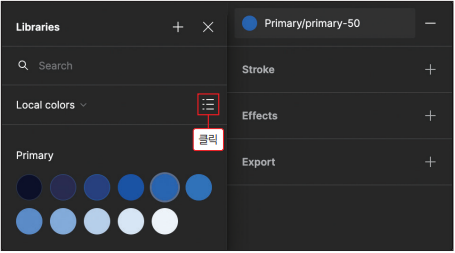 Libraries
Search
Local colors
클릭
Primary
Primary/primary-50
Stroke
Effects
Export